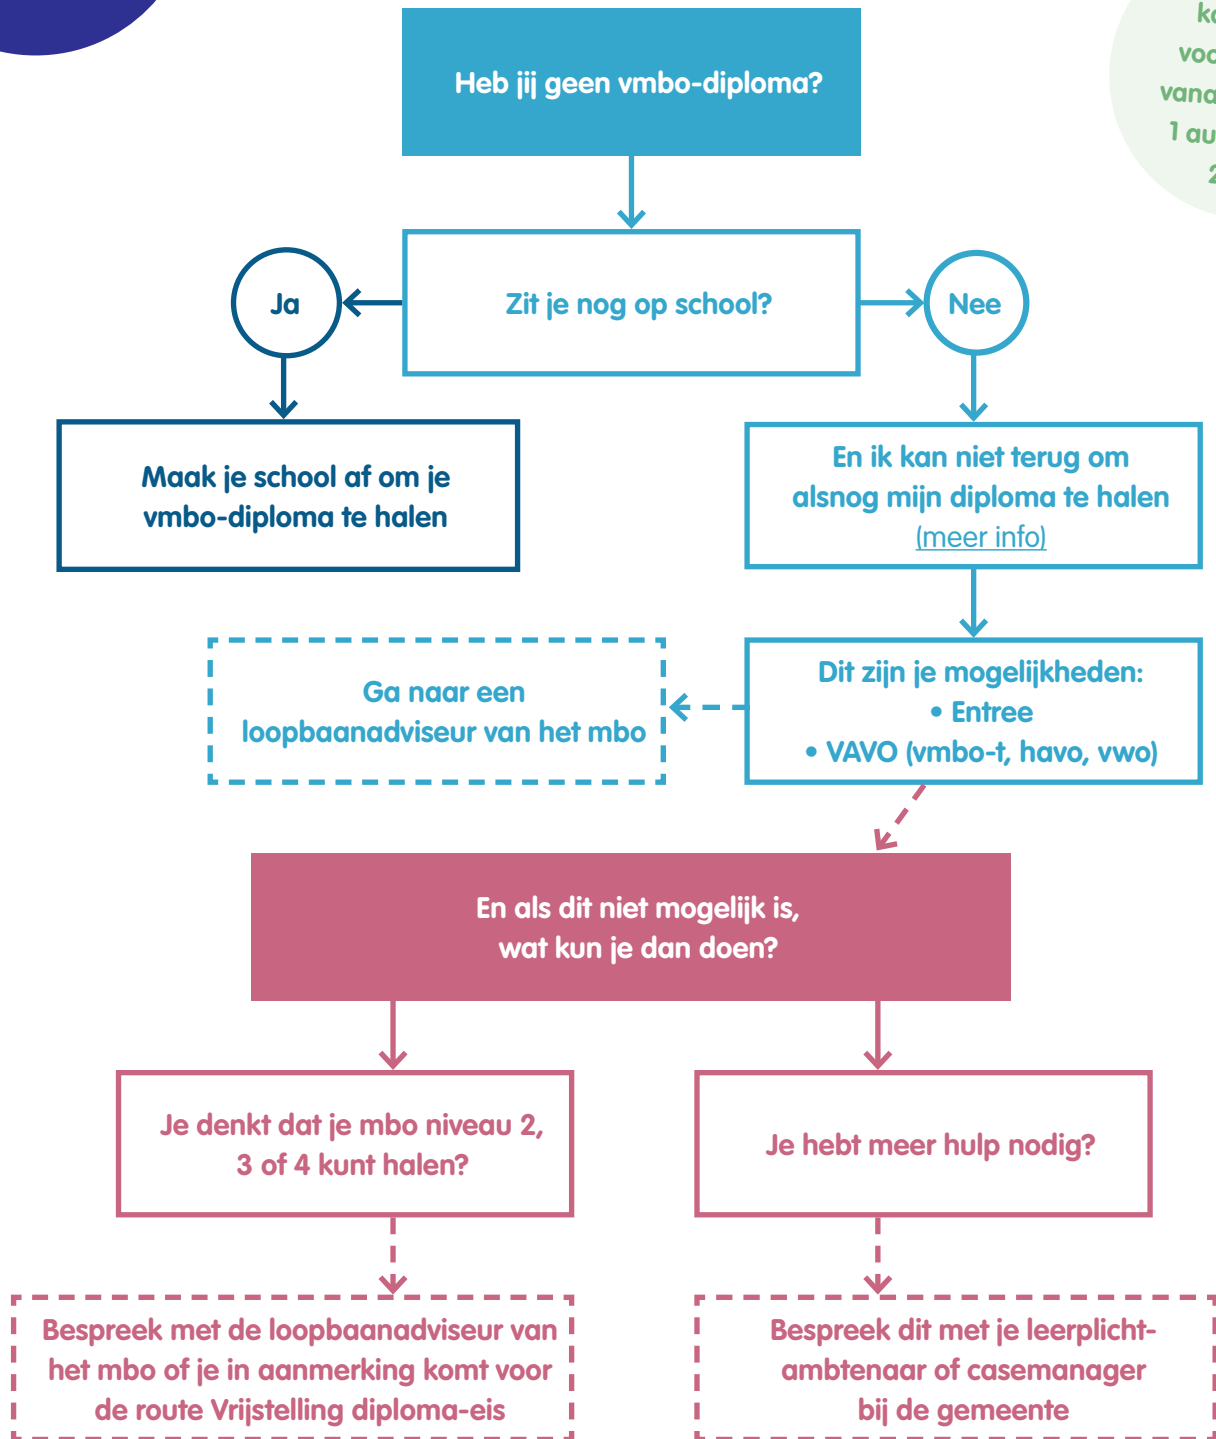 Heb jij geen vmbo-diploma?
1
Zit je nog op school?
Ja
Nee
Maak je school af om je
vmbo-diploma te halen
En ik kan niet terug om
alsnog mijn diploma te halen
(meer info)
Ga naar een
loopbaanadviseur van het mbo
Dit zijn je mogelijkheden:
• Entree
• VAVO (vmbo-t, havo, vwo)
En als dit niet mogelijk is,
wat kun je dan doen?
Je denkt dat je mbo niveau 2,
3 of 4 kunt halen?
Je hebt meer hulp nodig?
Bespreek met de loopbaanadviseur van
het mbo of je in aanmerking komt voor
de route Vrijstelling diploma-eis
Bespreek dit met je leerplicht-
ambtenaar of casemanager
bij de gemeente